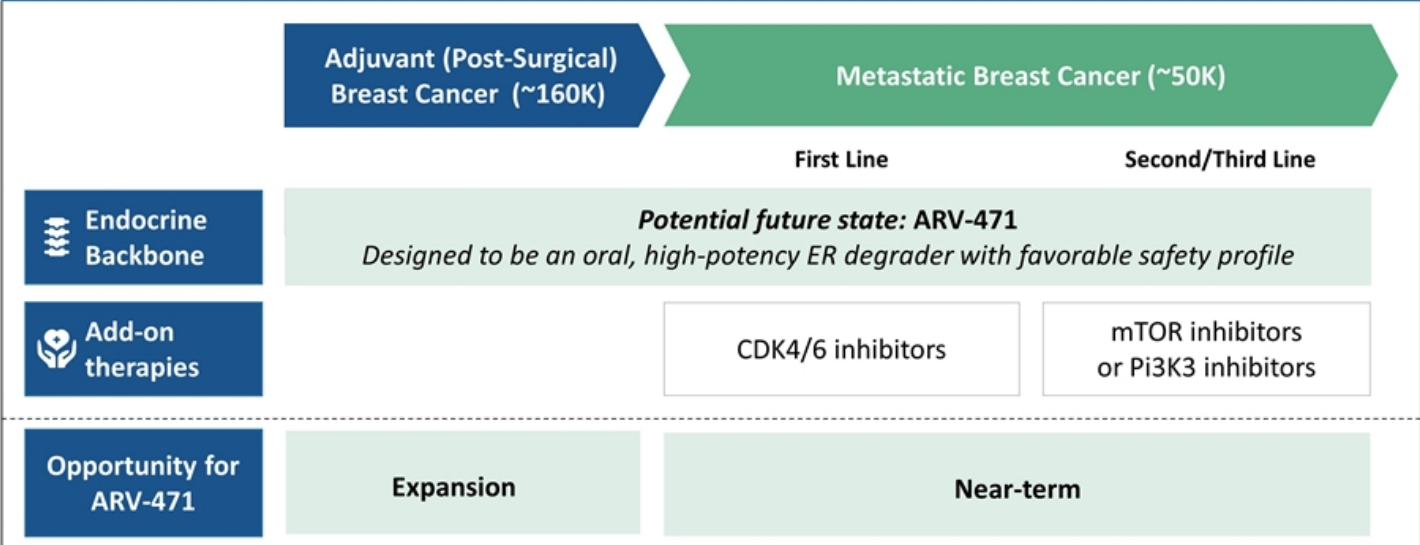 Adjuvant (Post-Surgical)
Breast Cancer (~160K)
Metastatic Breast Cancer (~50K)
First Line
Second/Third Line
Endocrine
Backbone
Potential future state: ARV-471
Designed to be an oral, high-potency ER degrader with favorable safety profile
Add-on
therapies
CDK4/6 inhibitors
mTOR inhibitors
or Pi3K3 inhibitors
Opportunity for
ARV-471
Expansion
Near-term